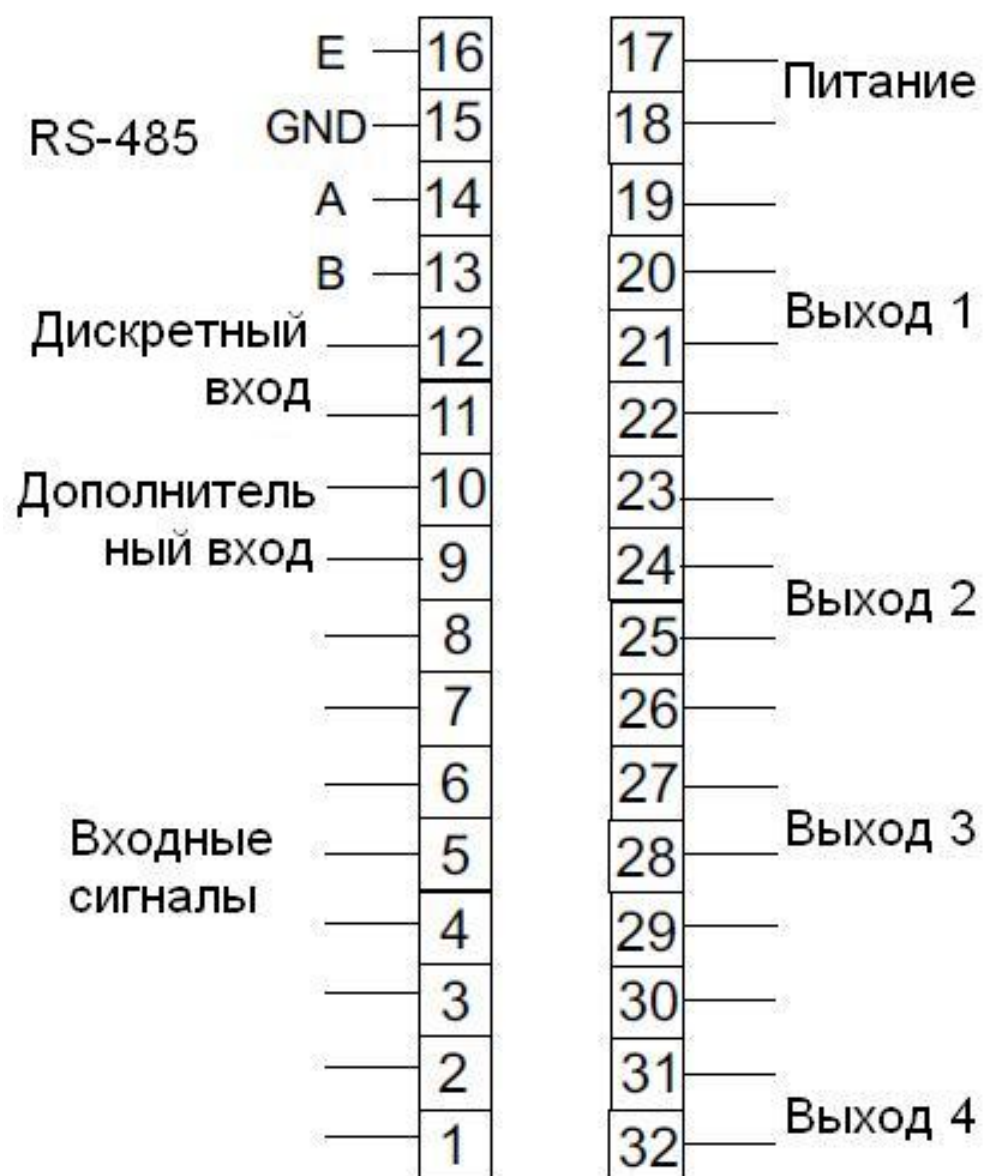 E 16 17
Питание
RS-485 GND 15 18
A 14 19
B 13 20
Выход 1
Дискретный
вход
12 21
11 22
Дополнитель
ный вход
10 23
9 24
Выход 2
8 25
7 26
6 27
Входные
сигналы
Выход 3
5 28
4 29
3 30
2 31
Выход 4
1 32